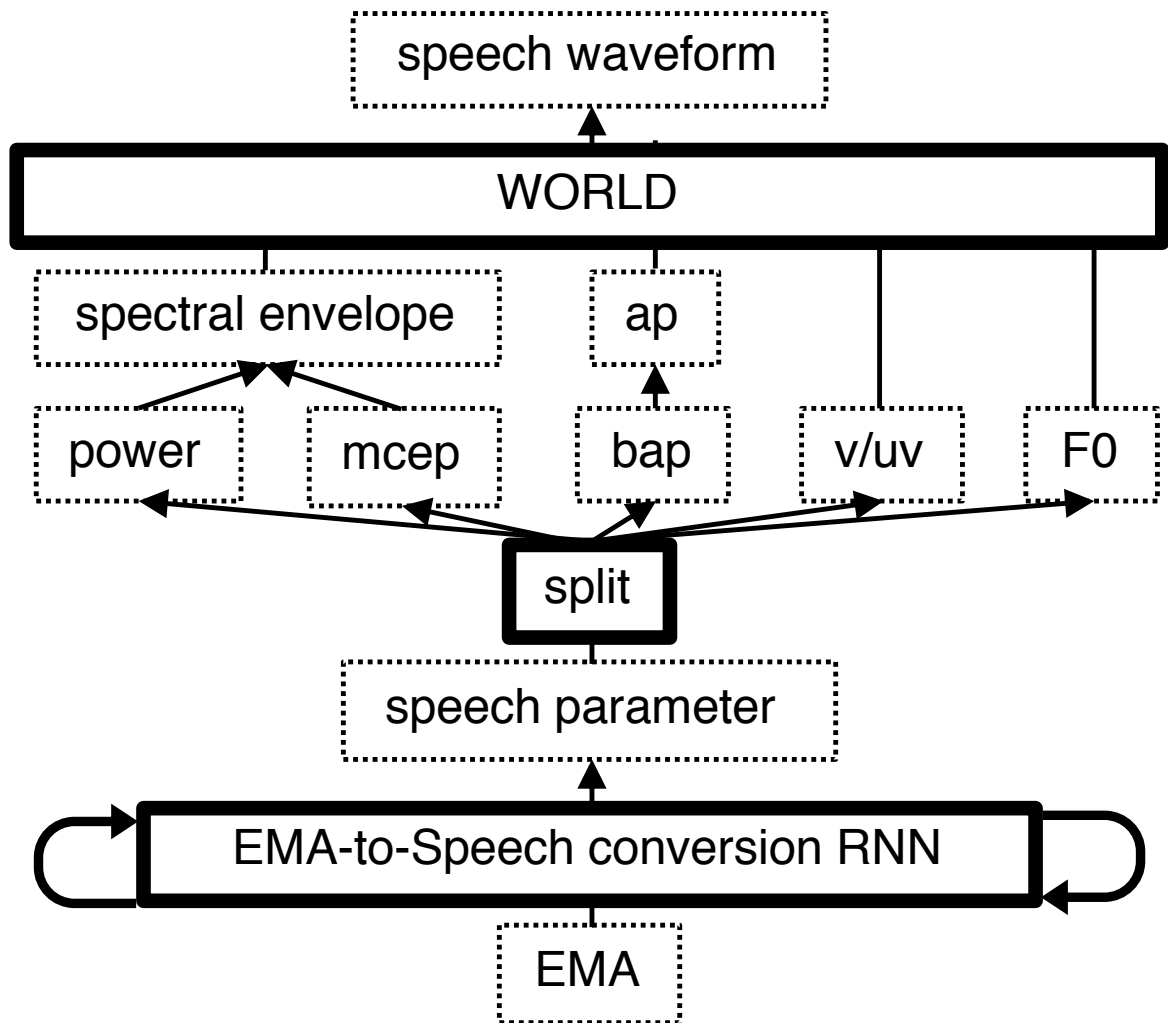 speech waveform
WORLD
spectral envelope
ap
power
mcep
bap
v/uv
F0
split
speech parameter
EMA-to-Speech conversion RNN
EMA